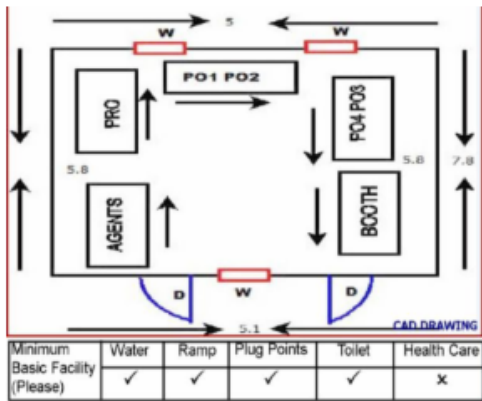 5
W W
PO1 PO2
PRO
PO4 PO3
5.8
5.8
7.8
AGENTS
BOOTH
D
W
D
CAD DRAWING
5.1
Minimum Basic Facility (Please) Water Ramp Plug Points Toilet Health Care
✓ ✓ ✓ ✓ x